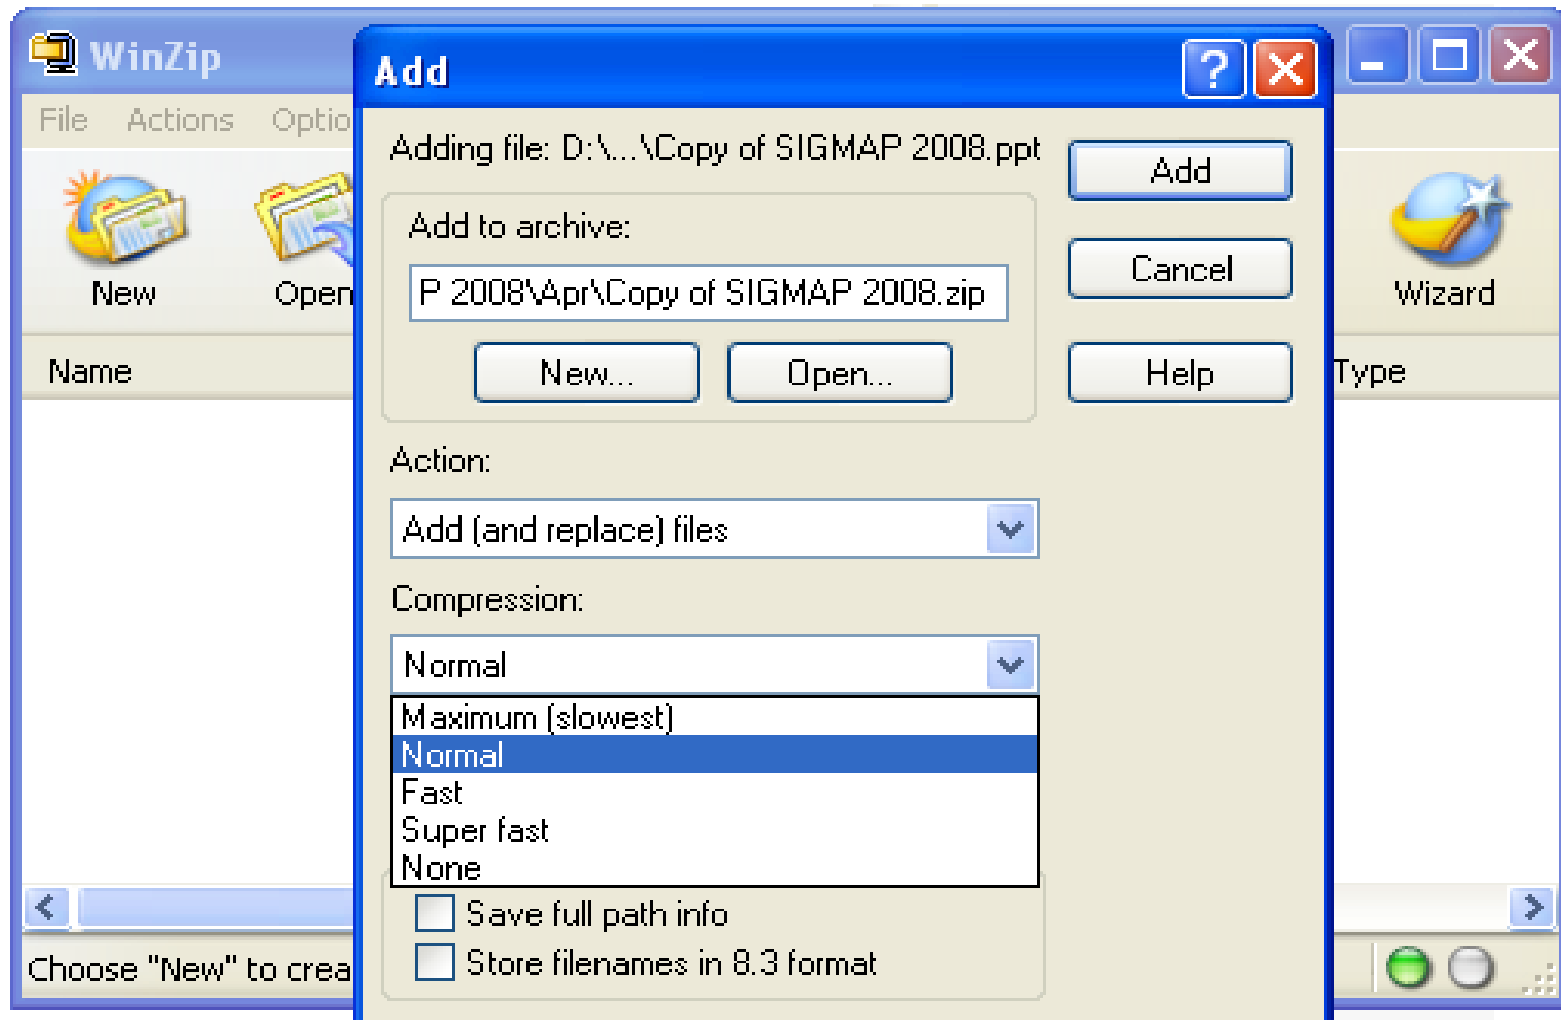 WinZip
Add
File Actions Optio
Adding file: D:\...\Copy of SIGMAP 2008.ppt
Add
Add to archive:
P 2008\Apr\Copy of SIGMAP 2008.zip
Cancel
New
Open
Wizard
New...
Open...
Help
Name
Type
Action:
Add (and replace) files
Compression:
Normal
Maximum (slowest)
Normal
Fast
Super fast
None
Save full path info
Store filenames in 8.3 format
Choose "New" to crea